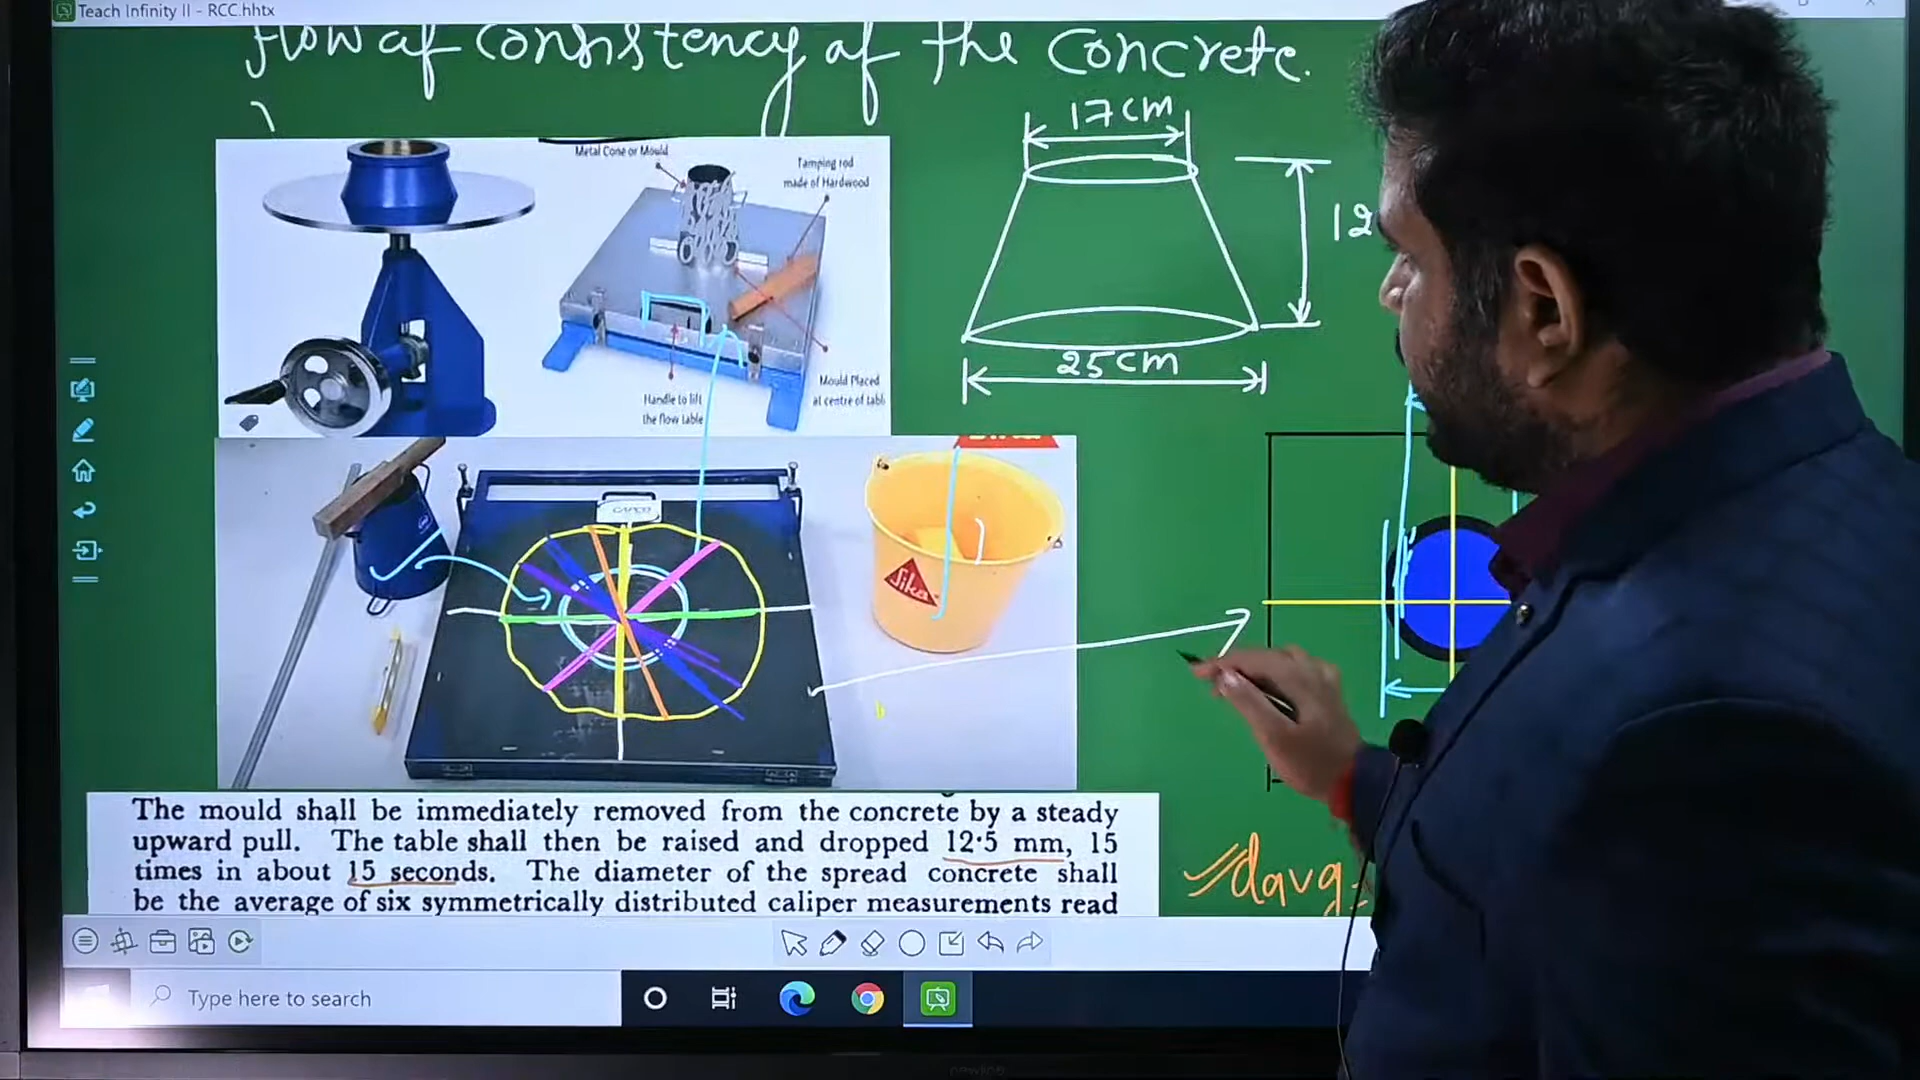 Teach Infinity II - RCC.hhtx
flow of consistency of the Concrete.
17cm
Metal Cone or Mould
Tamping rod
made of Hardwood
12
25cm
Mould Placed
at centre of tabl
Handle to lift
the flow table
Sika
The mould shall be immediately removed from the concrete by a steady
upward pull. The table shall then be raised and dropped 12·5 mm, 15
times in about 15 seconds. The diameter of the spread concrete shall
be the average of six symmetrically distributed caliper measurements read
davg
Type here to search
newline